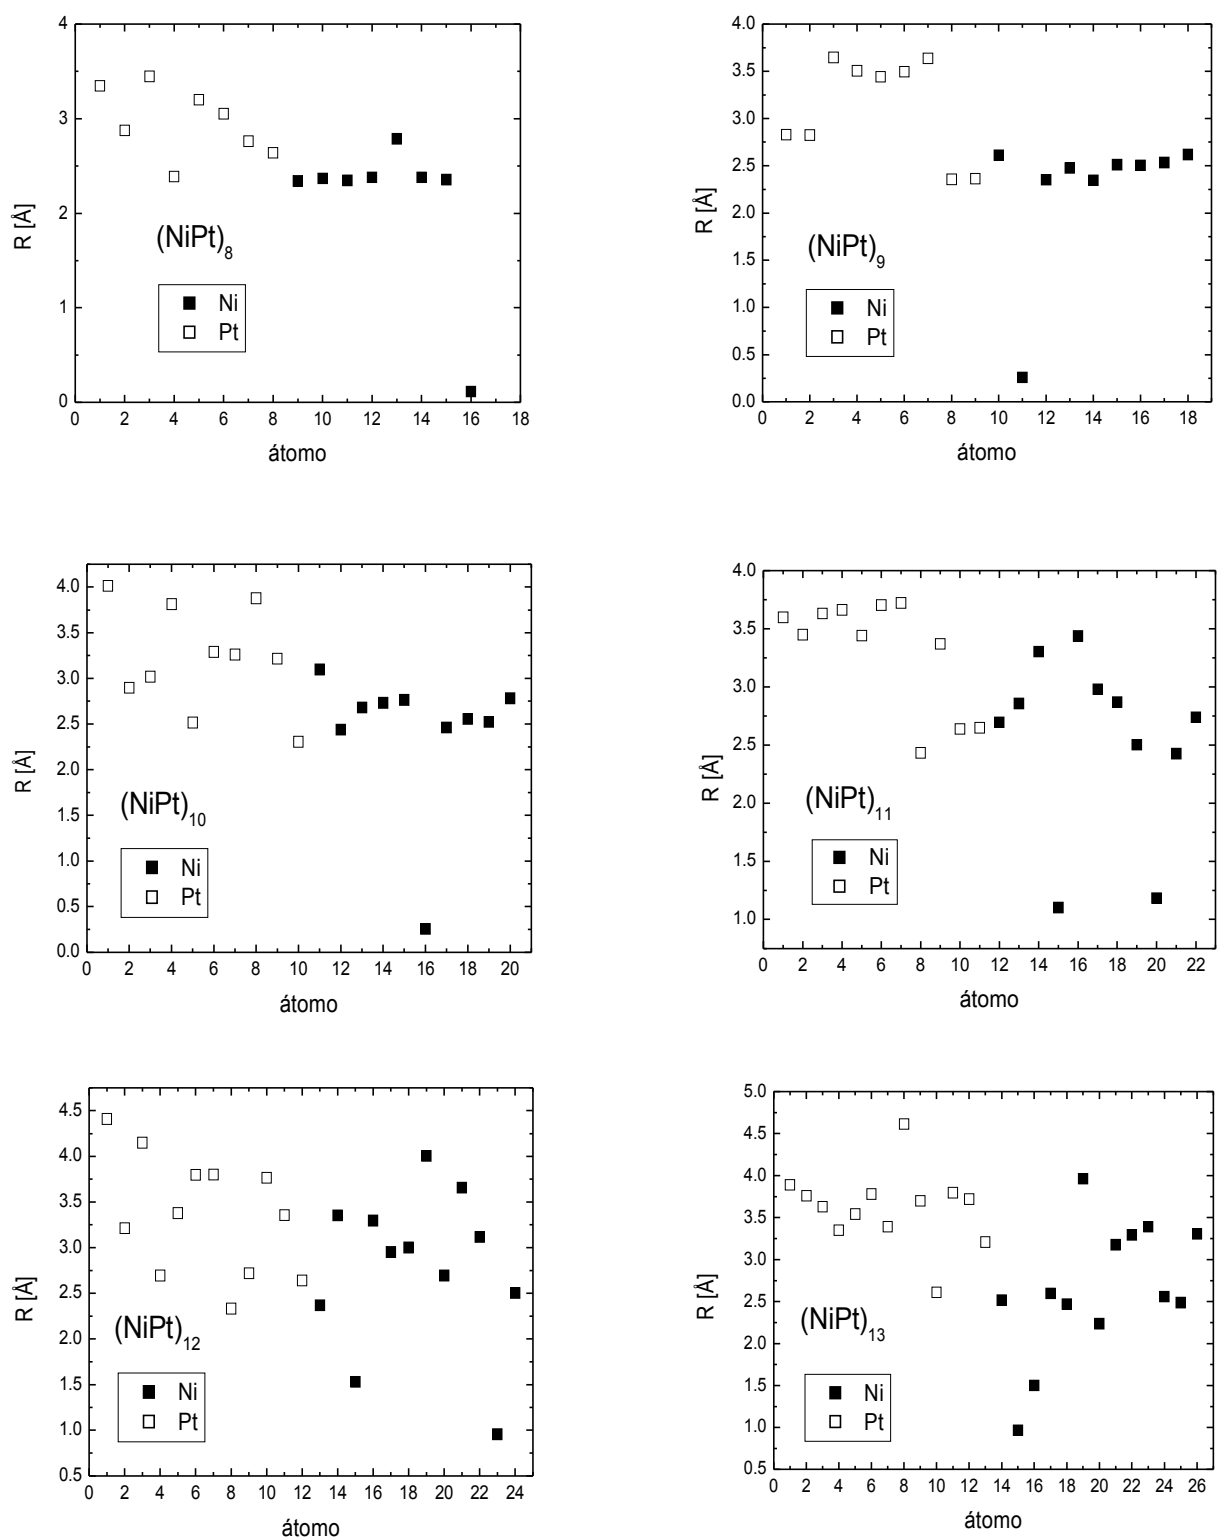 4
3
2
1
0
0 2 4 6 8 10 12 14 16 18
R [Å]
átomo
(NiPt)8
Ni
Pt
4.0
3.5
3.0
2.5
2.0
1.5
1.0
0.5
0.0
0 2 4 6 8 10 12 14 16 18
R [Å]
átomo
(NiPt)9
Ni
Pt
4.0
3.5
3.0
2.5
2.0
1.5
1.0
0.5
0.0
0 2 4 6 8 10 12 14 16 18 20
R [Å]
átomo
(NiPt)10
Ni
Pt
4.0
3.5
3.0
2.5
2.0
1.5
1.0
0 2 4 6 8 10 12 14 16 18 20 22
R [Å]
átomo
(NiPt)11
Ni
Pt
4.5
4.0
3.5
3.0
2.5
2.0
1.5
1.0
0.5
0 2 4 6 8 10 12 14 16 18 20 22 24
R [Å]
átomo
(NiPt)12
Ni
Pt
5.0
4.5
4.0
3.5
3.0
2.5
2.0
1.5
1.0
0.5
0 2 4 6 8 10 12 14 16 18 20 22 24 26
R [Å]
átomo
(NiPt)13
Ni
Pt